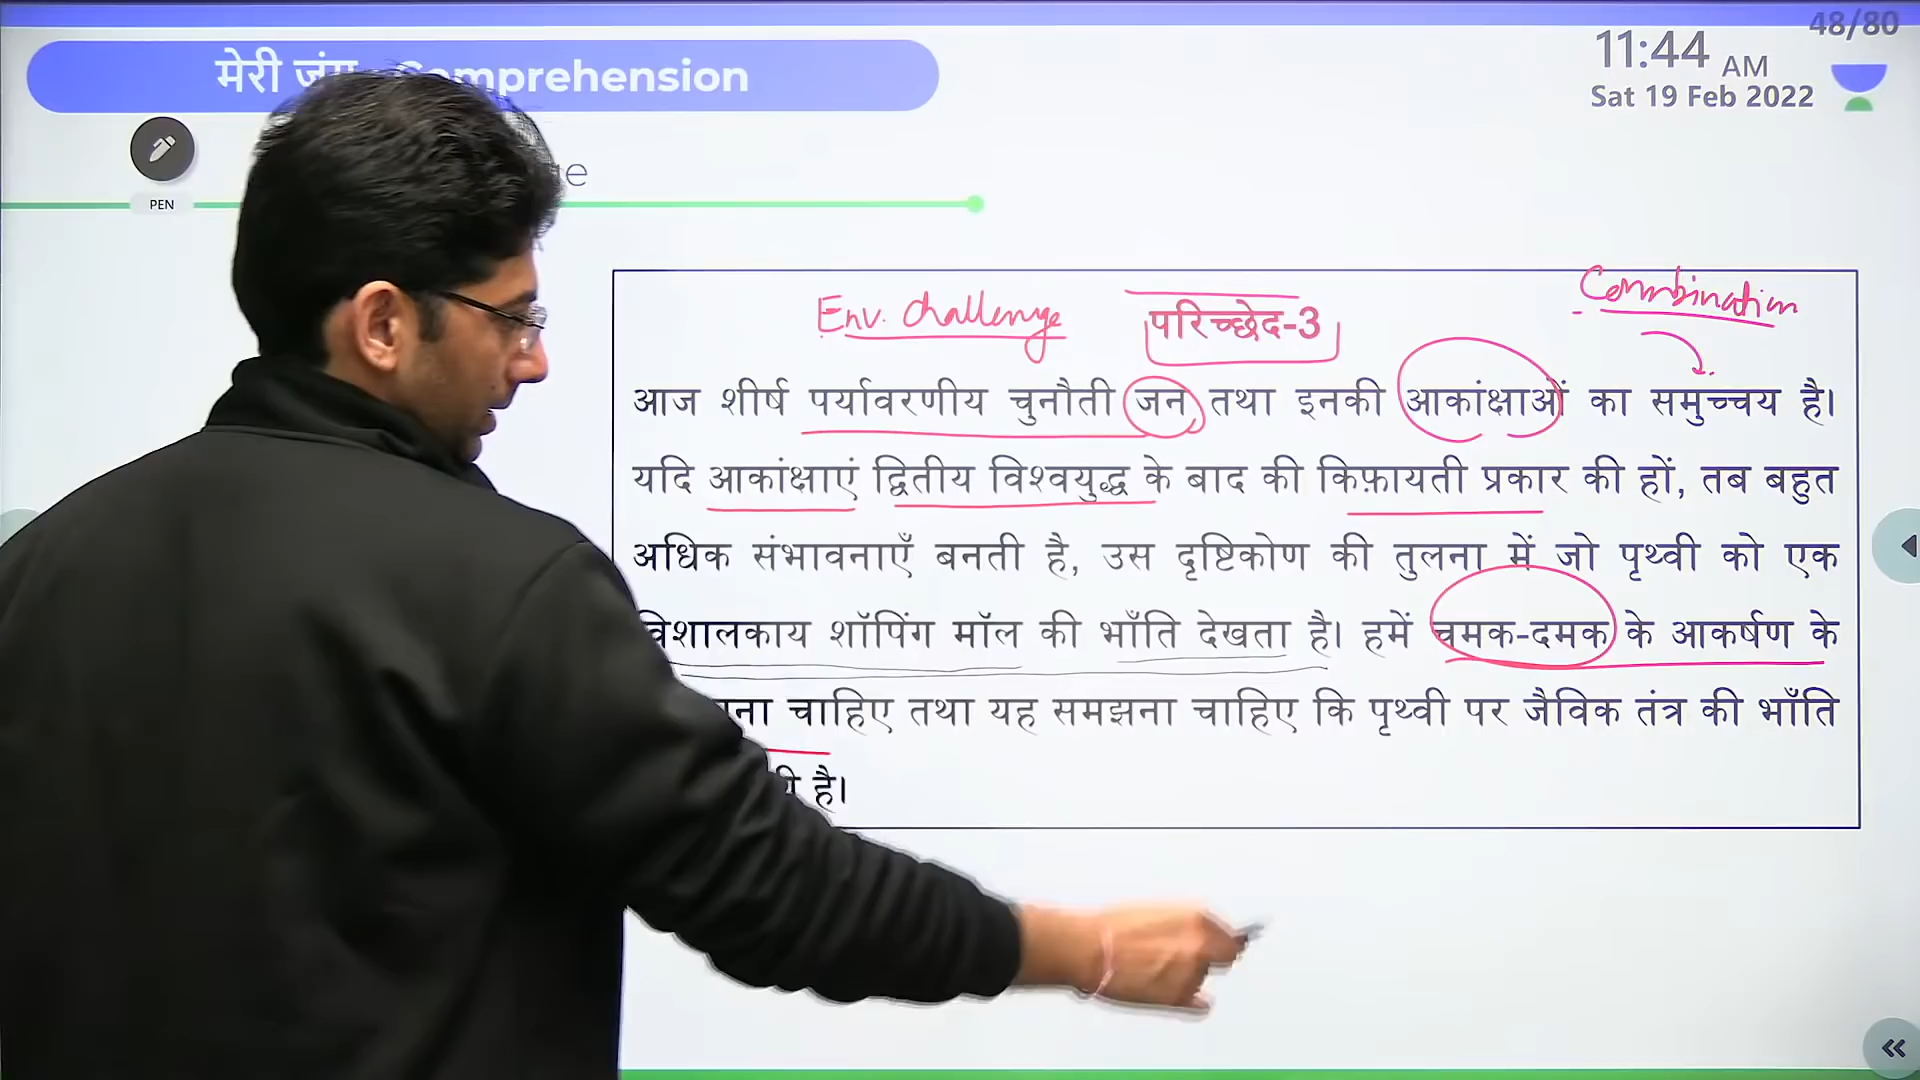 48/80
11:44 AM
Sat 19 Feb 2022
मेरी जंग - Comprehension
PEN
Env. Challenge
परिच्छेद-3
Combination
आज शीर्ष पर्यावरणीय चुनौती जन तथा इनकी आकांक्षाओं का समुच्चय है।
यदि आकांक्षाएं द्वितीय विश्वयुद्ध के बाद की किफ़ायती प्रकार की हों, तब बहुत
अधिक संभावनाएँ बनती है, उस दृष्टिकोण की तुलना में जो पृथ्वी को एक
विशालकाय शॉपिंग मॉल की भाँति देखता है। हमें चमक-दमक के आकर्षण के
चाहिए तथा यह समझना चाहिए कि पृथ्वी पर जैविक तंत्र की भाँति
है।